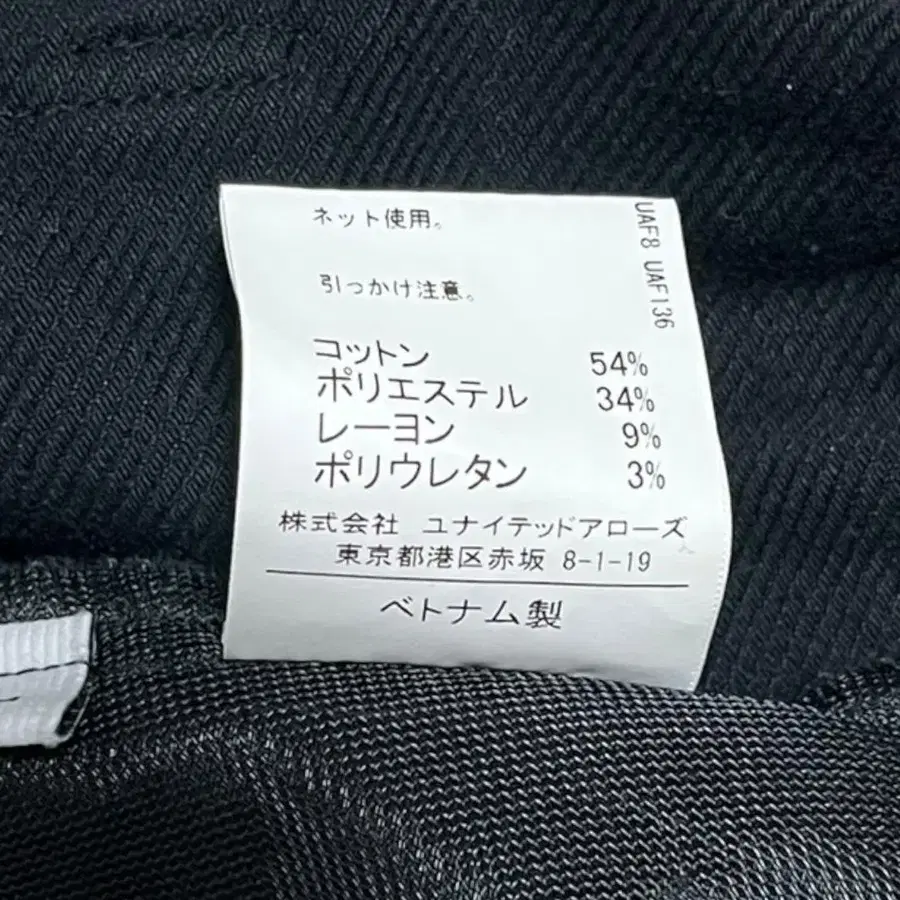 ネット使用。
引っかけ注意。
コットン 54%
ポリエステル 34%
レーヨン 9%
ポリウレタン 3%
株式会社 ユナイテッドアローズ
東京都港区赤坂 8-1-19
ベトナム製
UAF8 UAF136